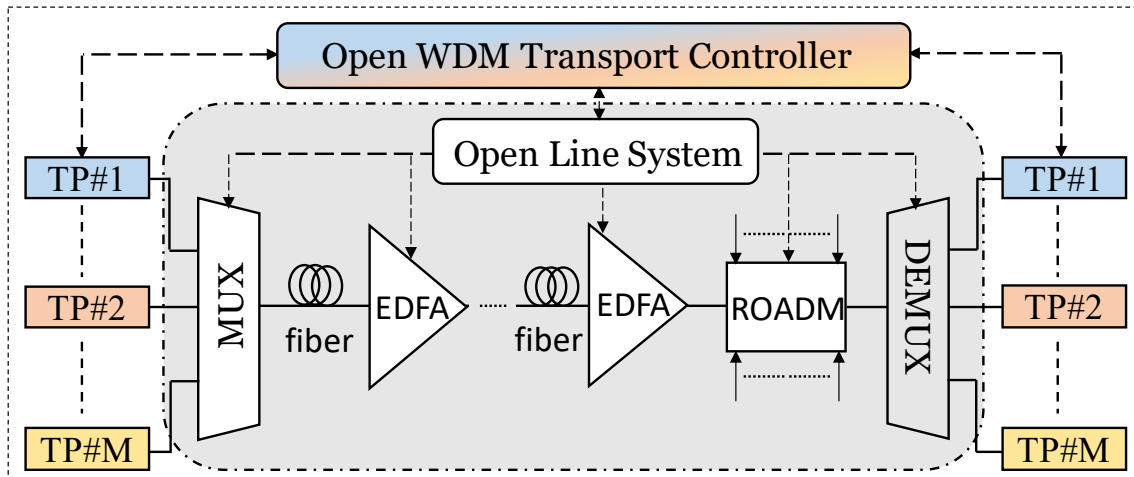 Open WDM Transport Controller
Open Line System
TP#1
TP#1
MUX
EDFA
EDFA
ROADM
DEMUX
TP#2
TP#2
fiber
fiber
TP#M
TP#M